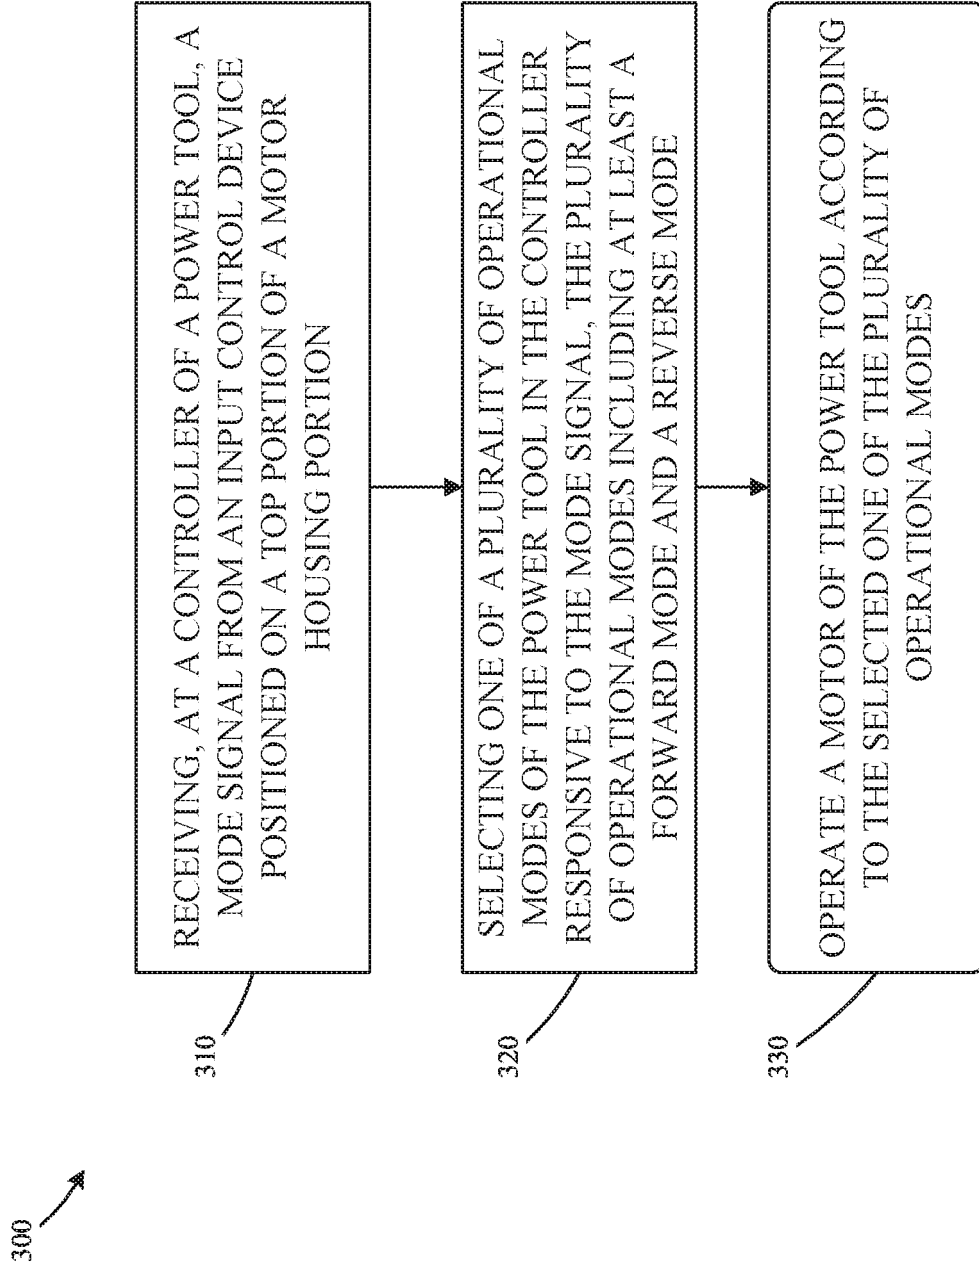 300
310
RECEIVING, AT A CONTROLLER OF A POWER TOOL, A
MODE SIGNAL FROM AN INPUT CONTROL DEVICE
POSITIONED ON A TOP PORTION OF A MOTOR
HOUSING PORTION
320
SELECTING ONE OF A PLURALITY OF OPERATIONAL
MODES OF THE POWER TOOL IN THE CONTROLLER
RESPONSIVE TO THE MODE SIGNAL, THE PLURALITY
OF OPERATIONAL MODES INCLUDING AT LEAST A
FORWARD MODE AND A REVERSE MODE
330
OPERATE A MOTOR OF THE POWER TOOL ACCORDING
TO THE SELECTED ONE OF THE PLURALITY OF
OPERATIONAL MODES